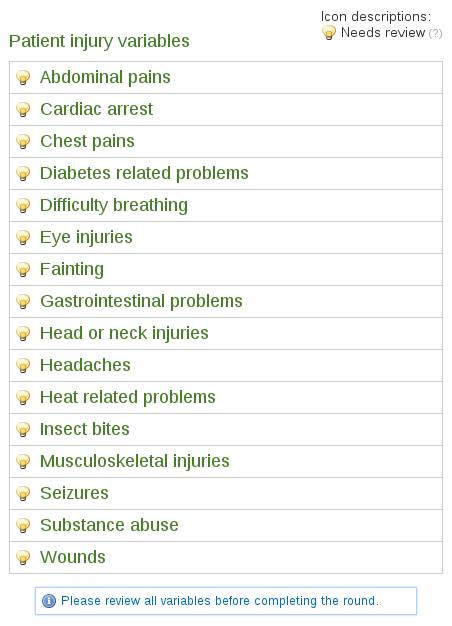 Icon descriptions:
Needs review (?)
Patient injury variables
Abdominal pains
Cardiac arrest
Chest pains
Diabetes related problems
Difficulty breathing
Eye injuries
Fainting
Gastrointestinal problems
Head or neck injuries
Headaches
Heat related problems
Insect bites
Musculoskeletal injuries
Seizures
Substance abuse
Wounds
Please review all variables before completing the round.